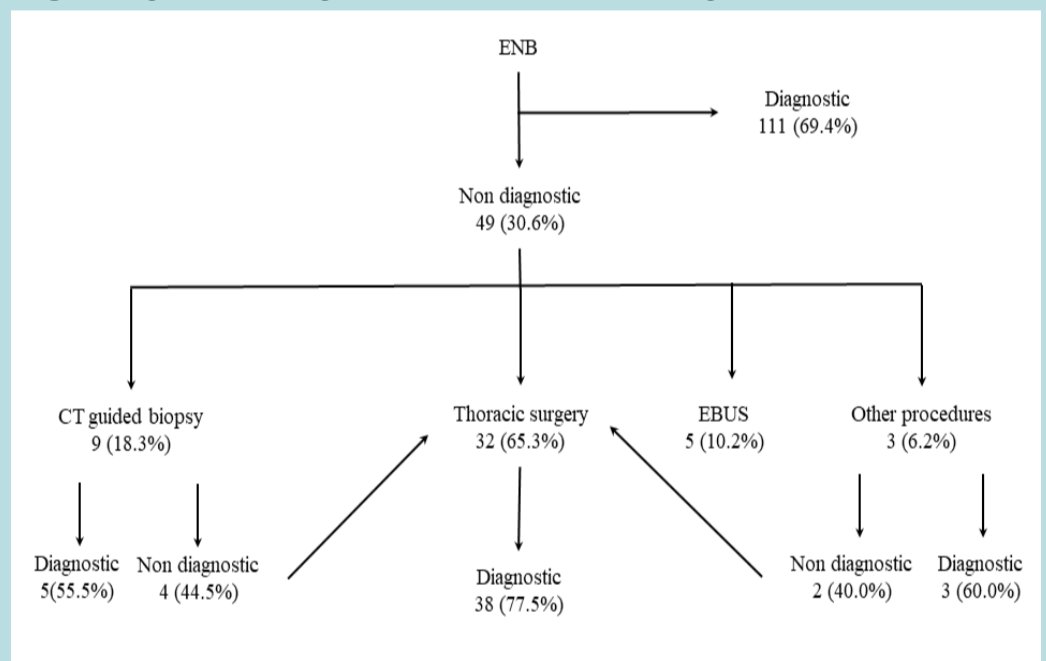 ENB
Diagnostic
111 (69.4%)
Non diagnostic
49 (30.6%)
CT guided biopsy
9 (18.3%)
Thoracic surgery
32 (65.3%)
EBUS
5 (10.2%)
Other procedures
3 (6.2%)
Diagnostic
5(55.5%)
Non diagnostic
4 (44.5%)
Diagnostic
38 (77.5%)
Non diagnostic
2 (40.0%)
Diagnostic
3 (60.0%)